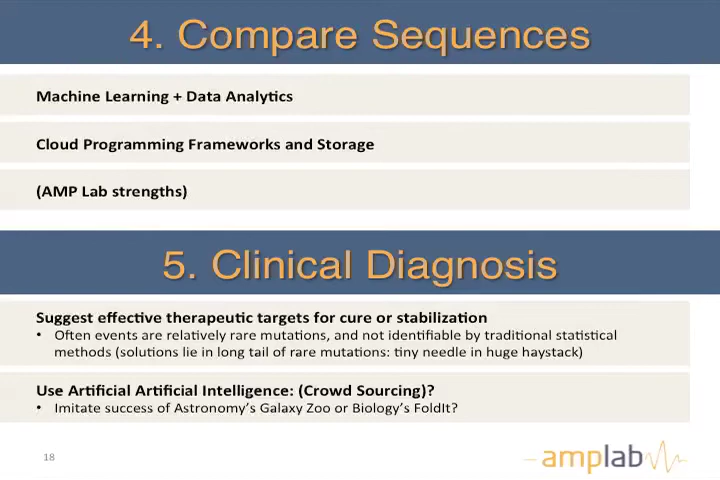 4. Compare Sequences
Machine Learning + Data Analytics
Cloud Programming Frameworks and Storage
(AMP Lab strengths)
5. Clinical Diagnosis
Suggest effective therapeutic targets for cure or stabilization
• Often events are relatively rare mutations, and not identifiable by traditional statistical
methods (solutions lie in long tail of rare mutations: tiny needle in huge haystack)
Use Artificial Artificial Intelligence: (Crowd Sourcing)?
• Imitate success of Astronomy's Galaxy Zoo or Biology's FoldIt?
18
amplab